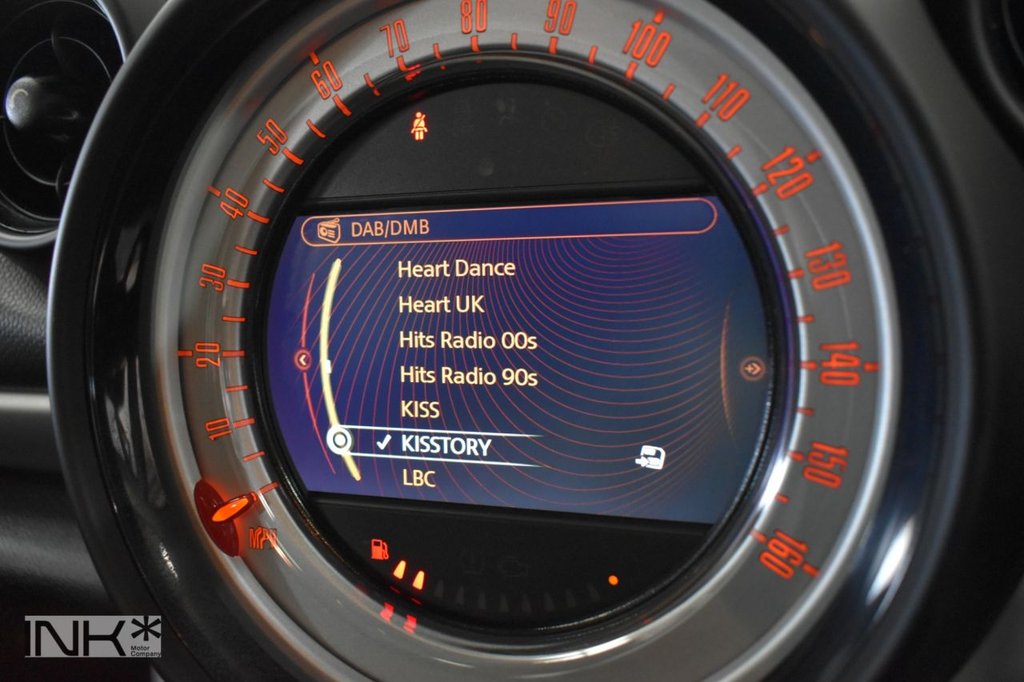 80
90
70
100
60
110
50
120
40
130
30
140
20
150
10
160
MPH
DAB/DMB
Heart Dance
Heart UK
Hits Radio 00s
Hits Radio 90s
KISS
KISSTORY
LBC
INK*
Motor
Company